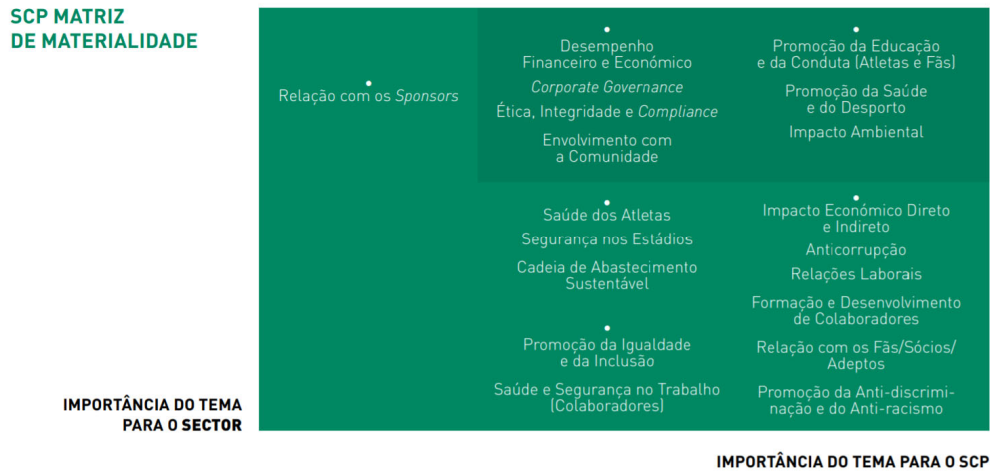 SCP MATRIZ
DE MATERIALIDADE
Relação com os Sponsors
Desempenho
Financeiro e Económico
Corporate Governance
Ética, Integridade e Compliance
Envolvimento com
a Comunidade
Promoção da Educação
e da Conduta (Atletas e Fãs)
Promoção da Saúde
e do Desporto
Impacto Ambiental
Saúde dos Atletas
Segurança nos Estádios
Cadeia de Abastecimento
Sustentável
Promoção da Igualdade
e da Inclusão
Saúde e Segurança no Trabalho
(Colaboradores)
Impacto Económico Direto
e Indireto
Anticorrupção
Relações Laborais
Formação e Desenvolvimento
de Colaboradores
Relação com os Fãs/Sócios/
Adeptos
Promoção da Anti-discrimi-
nação e do Anti-racismo
IMPORTÂNCIA DO TEMA
PARA O SECTOR
IMPORTÂNCIA DO TEMA PARA O SCP